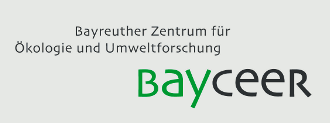 Bayreuther Zentrum für
Ökologie und Umweltforschung
BayCEER